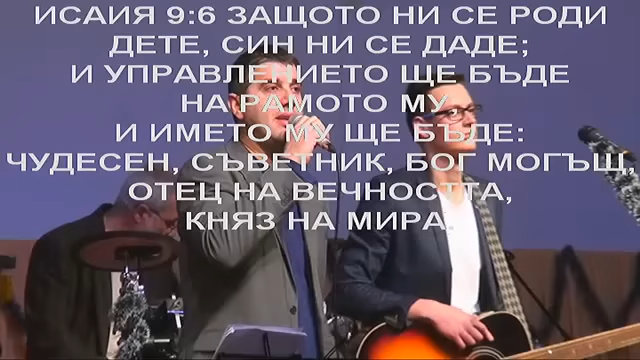 ИСАИЯ 9:6 ЗАЩОТО НИ СЕ РОДИ
ДЕТЕ, СИН НИ СЕ ДАДЕ;
И УПРАВЛЕНИЕТО ЩЕ БЪДЕ
НА РАМОТО МУ
И ИМЕТО МУ ЩЕ БЪДЕ:
ЧУДЕСЕН, СЪВЕТНИК, БОГ МОГЪЩ,
ОТЕЦ НА ВЕЧНОСТТА,
КНЯЗ НА МИРА.